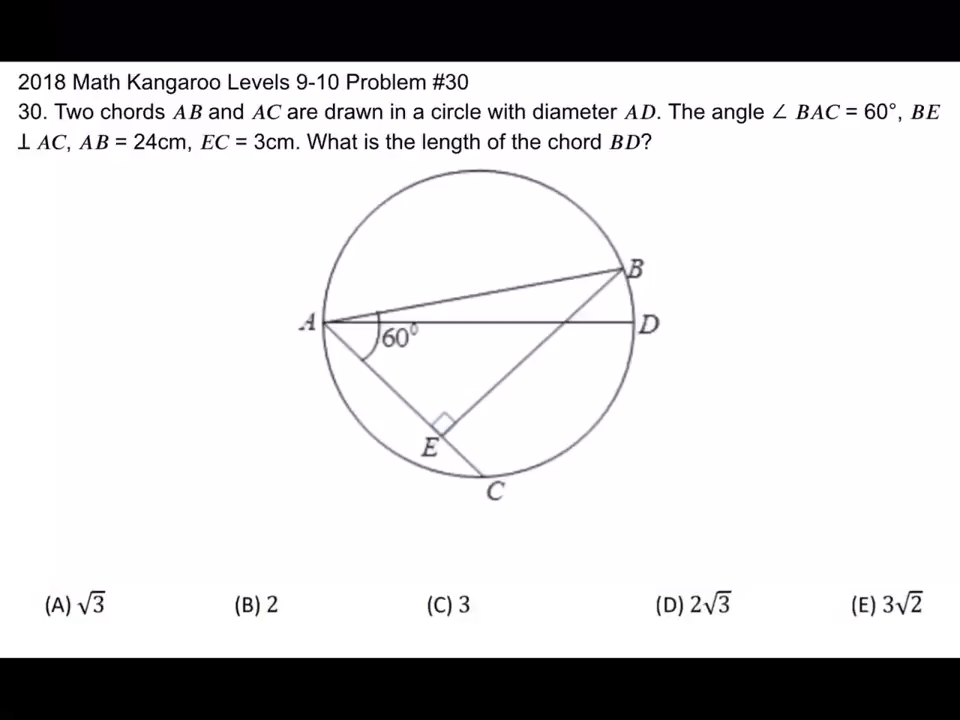 2018 Math Kangaroo Levels 9-10 Problem #30
30. Two chords AB and AC are drawn in a circle with diameter AD. The angle ∠ BAC = 60°, BE
⊥ AC, AB = 24cm, EC = 3cm. What is the length of the chord BD?
B
A
60⁰
D
E
C
(A) √3 (B) 2 (C) 3 (D) 2√3 (E) 3√2